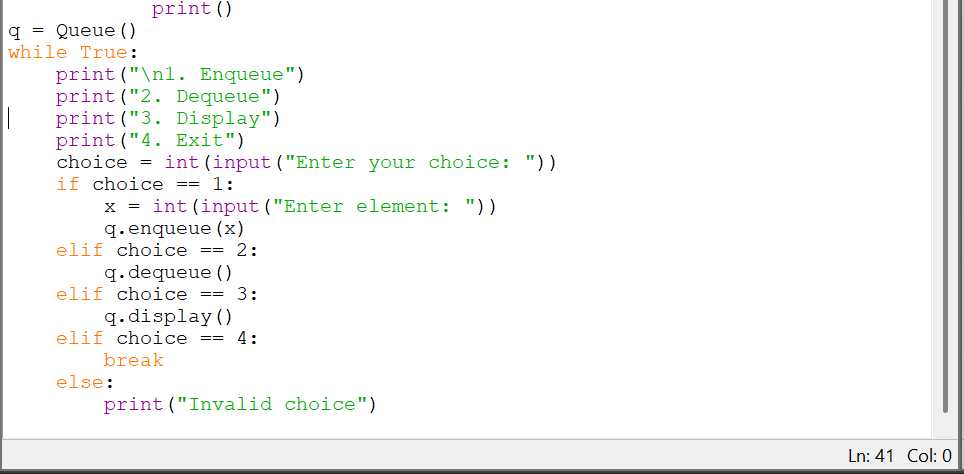 print()
q = Queue()
while True:
    print("\n1. Enqueue")
    print("2. Dequeue")
    print("3. Display")
    print("4. Exit")
    choice = int(input("Enter your choice: "))
    if choice == 1:
        x = int(input("Enter element: "))
        q.enqueue(x)
    elif choice == 2:
        q.dequeue()
    elif choice == 3:
        q.display()
    elif choice == 4:
        break
    else:
        print("Invalid choice")
Ln: 41 Col: 0